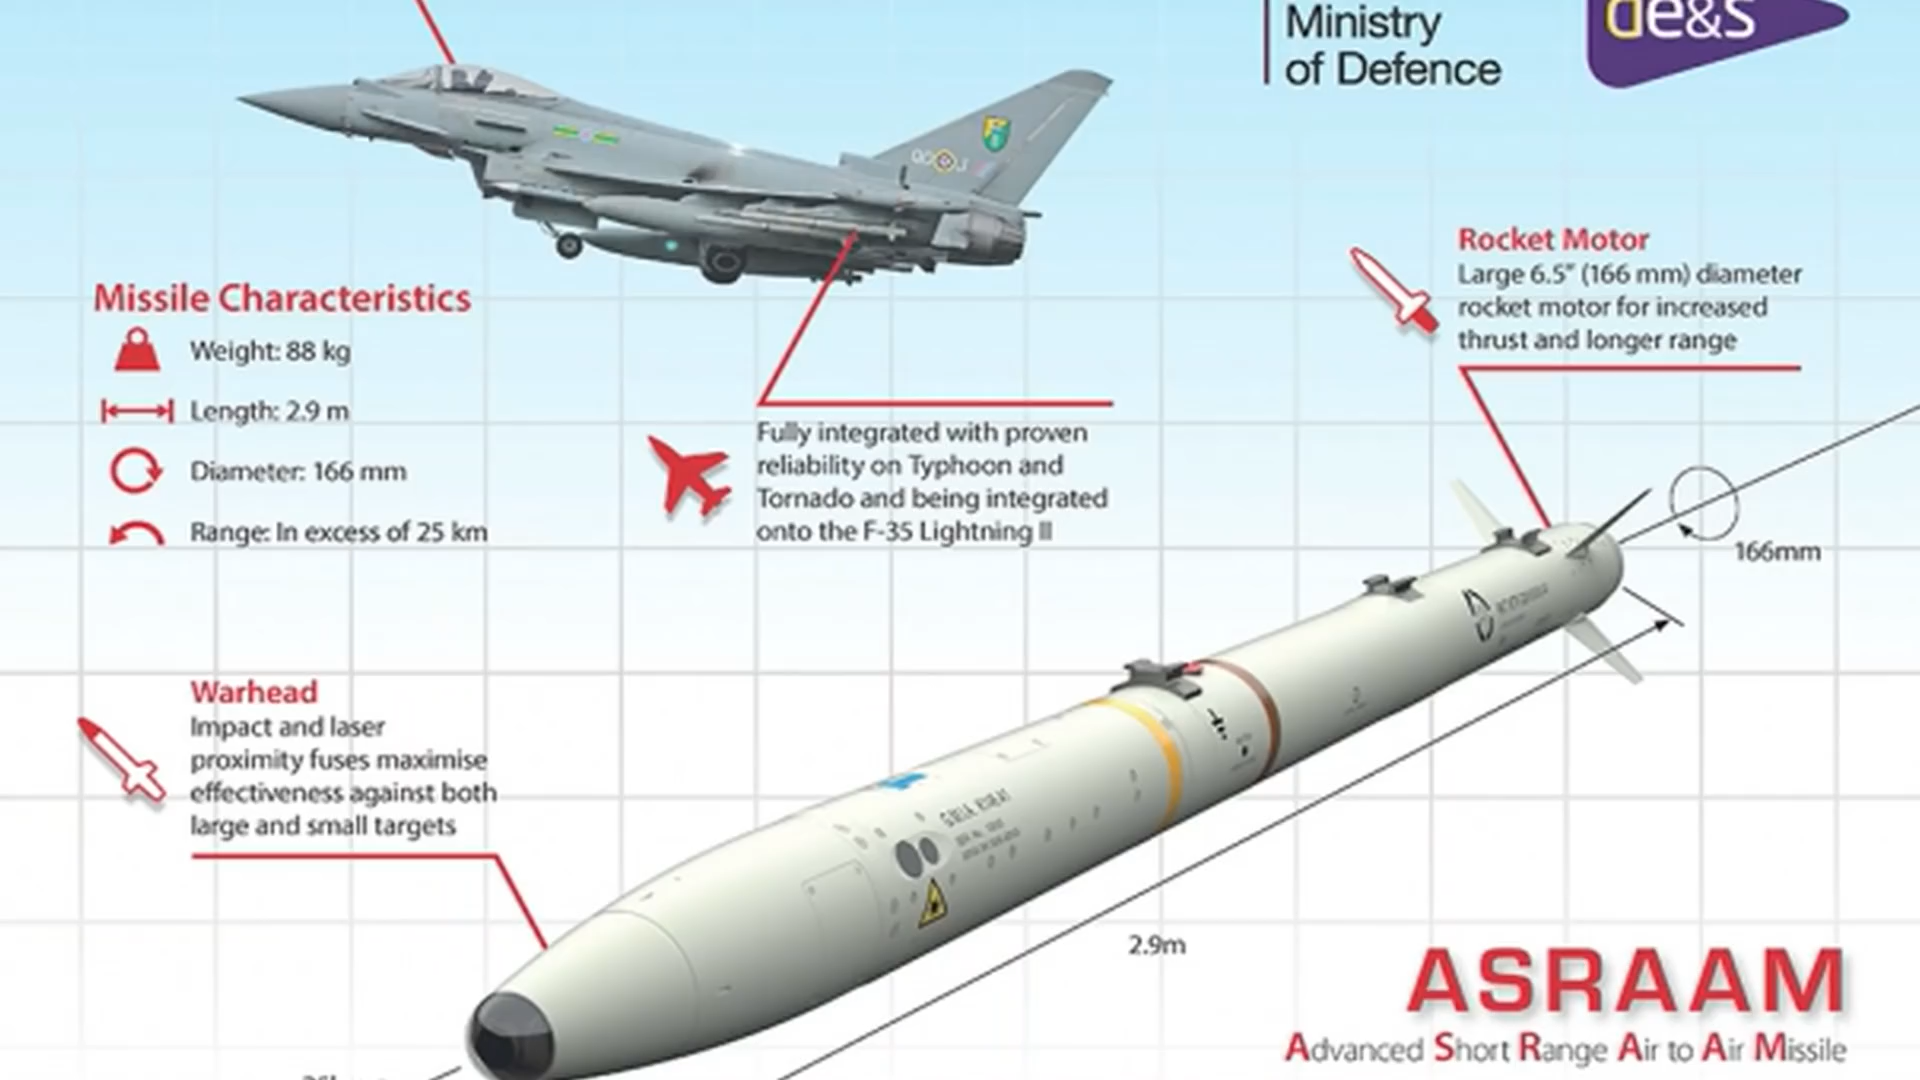 Ministry
of Defence
de&s
Missile Characteristics
Weight: 88 kg
Length: 2.9 m
Diameter: 166 mm
Range: In excess of 25 km
Fully integrated with proven
reliability on Typhoon and
Tornado and being integrated
onto the F-35 Lightning II
Rocket Motor
Large 6.5" (166 mm) diameter
rocket motor for increased
thrust and longer range
166mm
Warhead
Impact and laser
proximity fuses maximise
effectiveness against both
large and small targets
2.9m
ASRAAM
Advanced Short Range Air to Air Missile